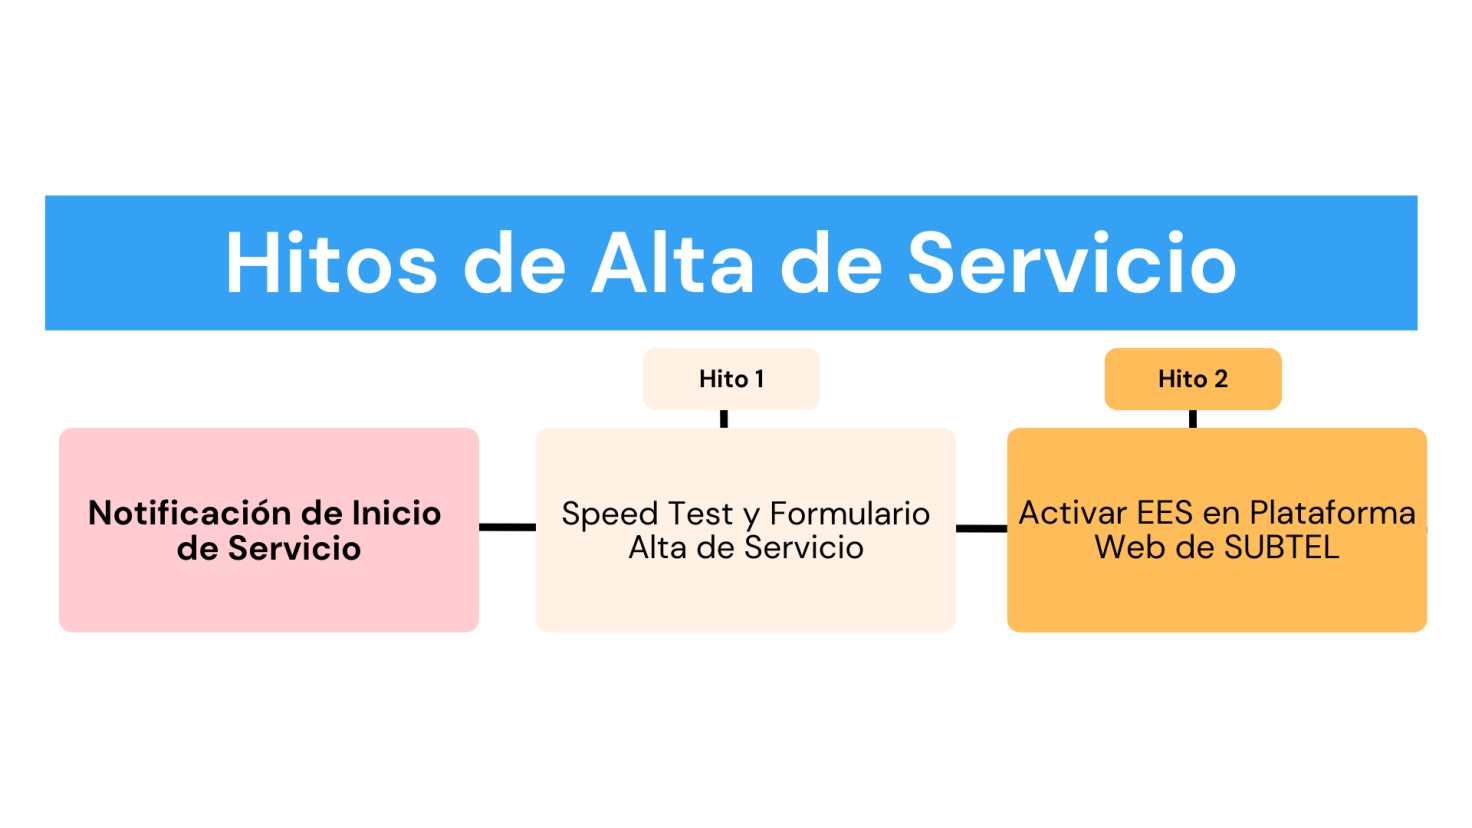 Hitos de Alta de Servicio
Hito 1
Hito 2
Notificación de Inicio
de Servicio
Speed Test y Formulario
Alta de Servicio
Activar EES en Plataforma
Web de SUBTEL